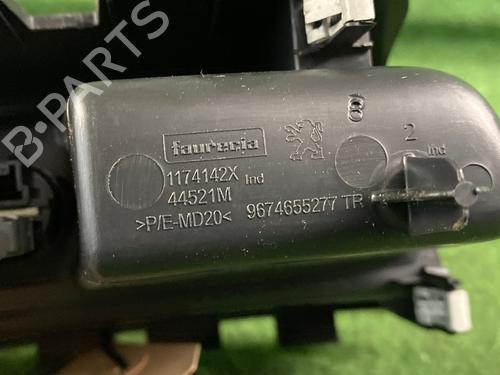 B-PARTS
faurecia
8
2
1174142X Ind
Ind
44521M
>P/E-MD20<
9674655277 TR